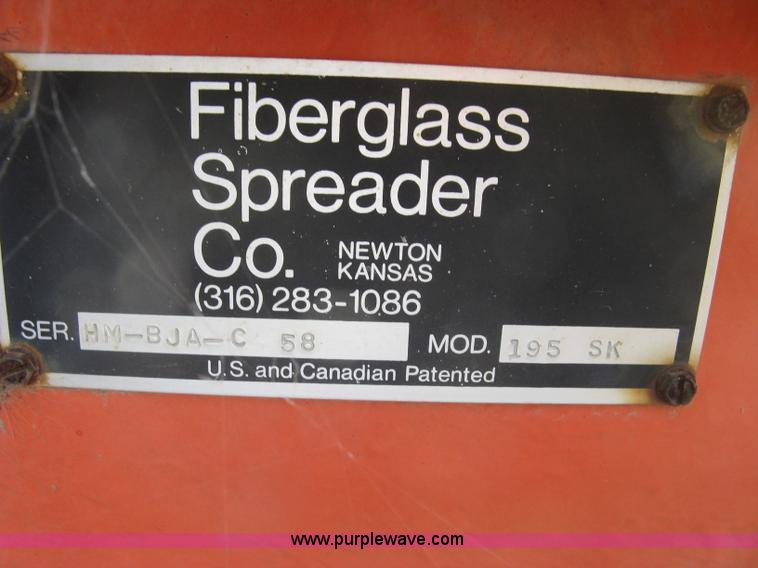 Fiberglass
Spreader
Co. NEWTON
KANSAS
(316) 283-1086
SER. HM-BJA-C 58 MOD. 195 SK
U.S. and Canadian Patented
www.purplewave.com